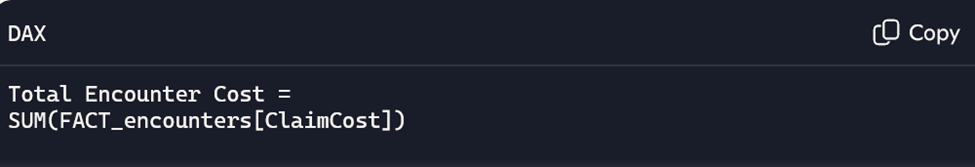 DAX
Copy
Total Encounter Cost =
SUM(FACT_encounters[ClaimCost])